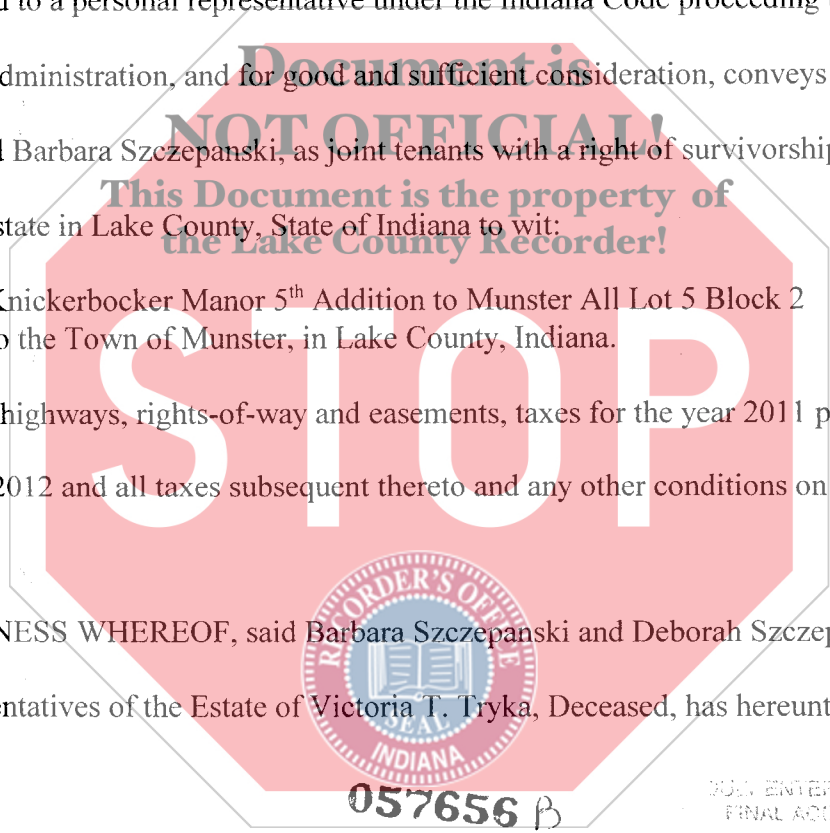 d to a personal representative under the Indiana Code proceeding
Document is
dministration, and for good and sufficient consideration, conveys
NOT OFFICIAL!
l Barbara Szczepanski, as joint tenants with a right of survivorship
This Document is the property of
state in Lake County, State of Indiana to wit:
the Lake County Recorder!
Knickerbocker Manor 5th Addition to Munster All Lot 5 Block 2
o the Town of Munster, in Lake County, Indiana.
STOP
highways, rights-of-way and easements, taxes for the year 2011 p
2012 and all taxes subsequent thereto and any other conditions on
RECORDER'S OFFICE
NESS WHEREOF, said Barbara Szczepanski and Deborah Szczep
entatives of the Estate of Victoria T. Tryka, Deceased, has hereunt
SEAL
INDIANA
057656 B
FINAL